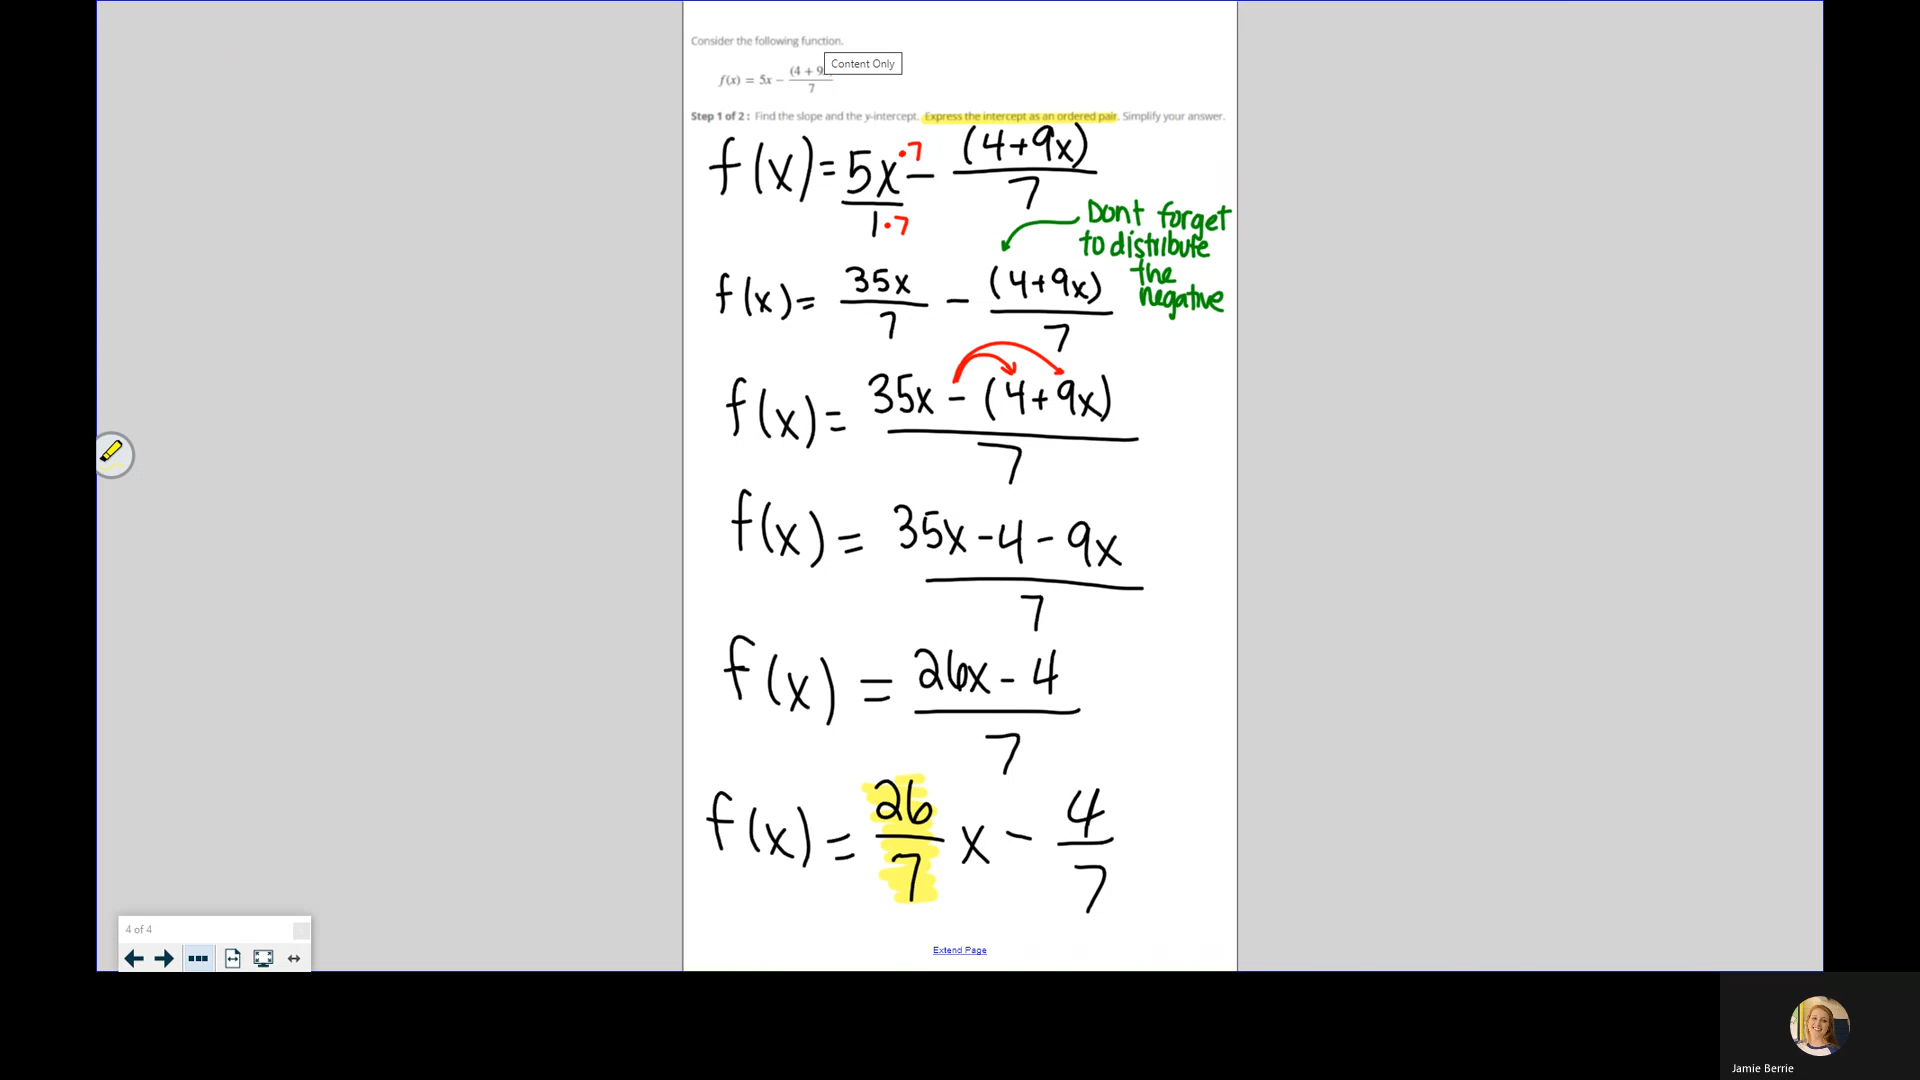 Consider the following function.
Content Only
f(x) = 5x − (4 + 9
7
Step 1 of 2 : Find the slope and the y-intercept. Express the intercept as an ordered pair. Simplify your answer.
f(x) = 5x·7 / 1·7 − (4+9x) / 7
Dont forget
to distribute
the
negative
f(x) = 35x / 7 − (4+9x) / 7
f(x) = 35x − (4+9x) / 7
f(x) = 35x − 4 − 9x / 7
f(x) = 26x − 4 / 7
f(x) = 26/7 x − 4/7
Extend Page
4 of 4
Jamie Berrie